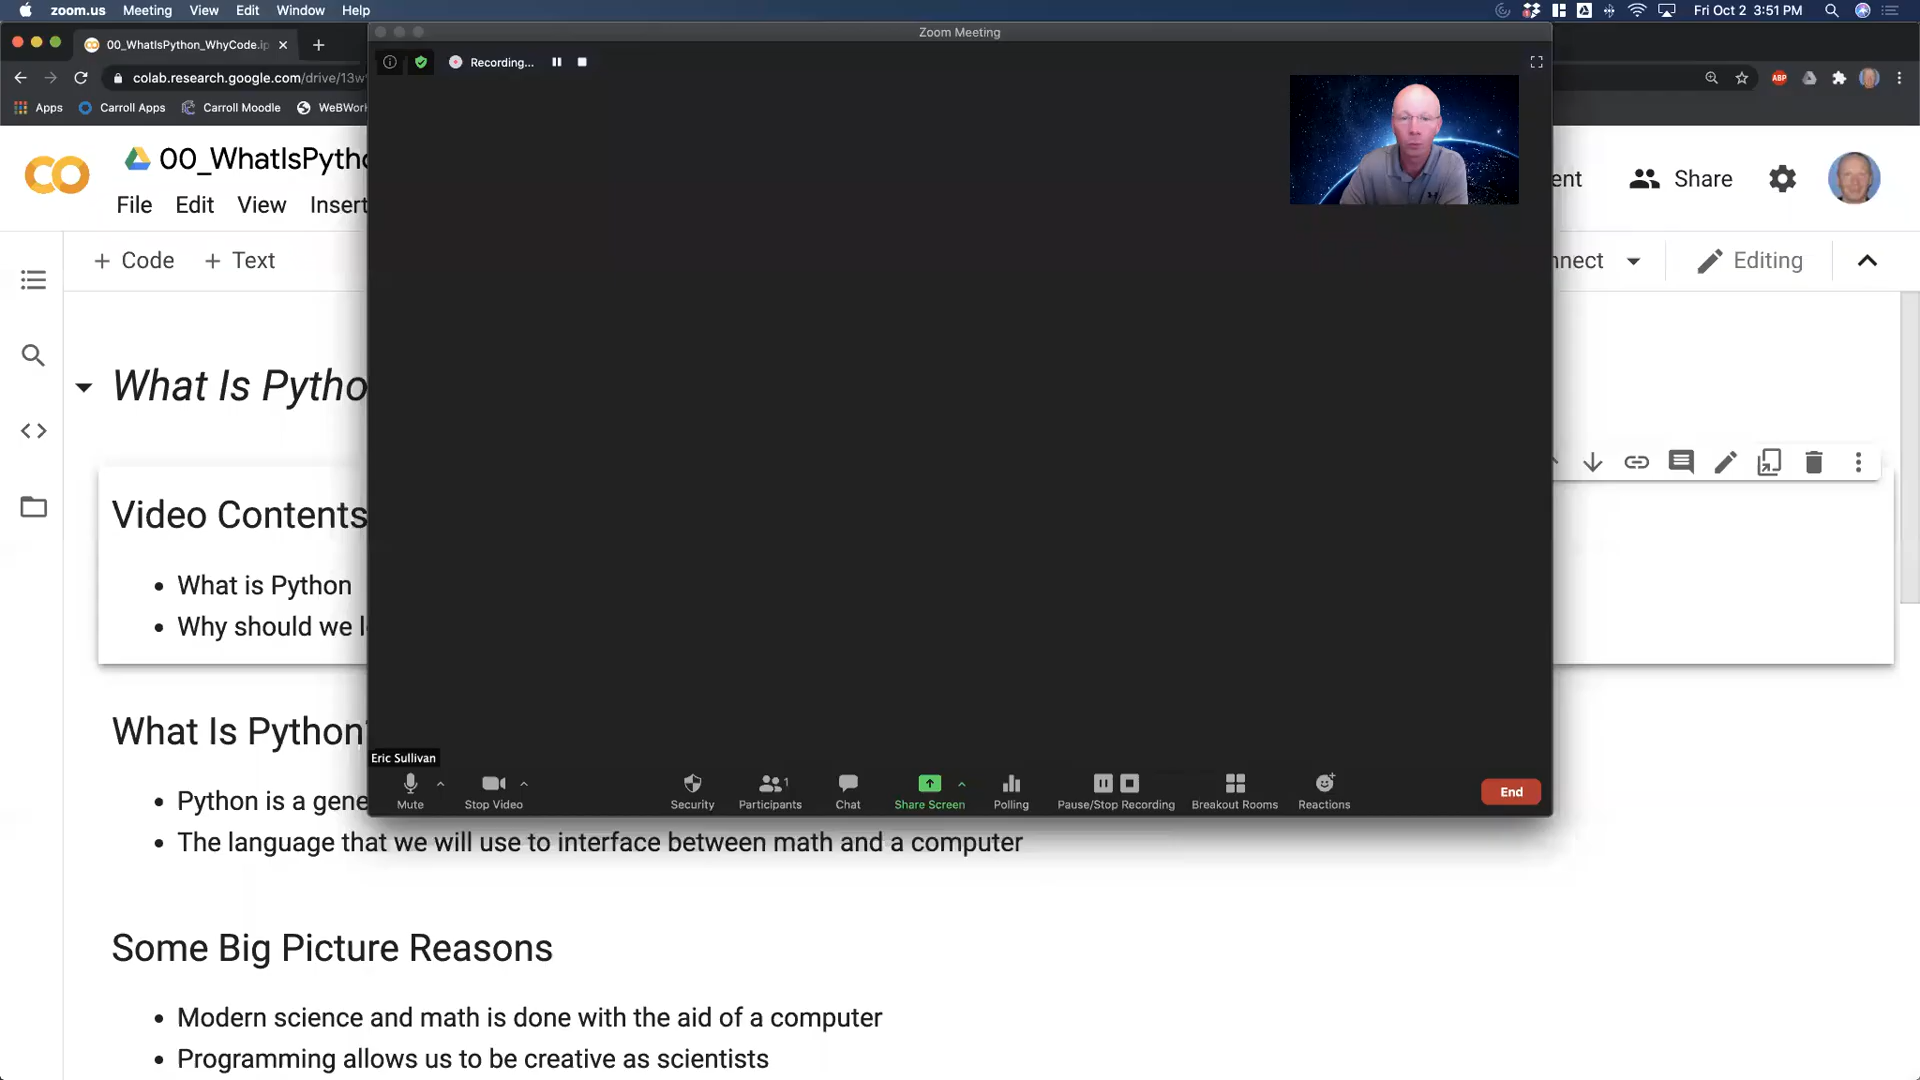 zoom.us Meeting View Edit Window Help Fri Oct 2 3:51 PM
00_WhatIsPython_WhyCode.ip
Zoom Meeting
colab.research.google.com/drive/13w
Recording...
ABP
Apps Carroll Apps Carroll Moodle WeBWor
00_WhatIsPytho
ent Share
File Edit View Insert
+ Code + Text
nnect Editing
What Is Pytho
Video Contents
• What is Python
• Why should we l
What Is Python?
Eric Sullivan
1
Mute Stop Video Security Participants Chat Share Screen Polling Pause/Stop Recording Breakout Rooms Reactions End
• Python is a gene
• The language that we will use to interface between math and a computer
Some Big Picture Reasons
• Modern science and math is done with the aid of a computer
• Programming allows us to be creative as scientists